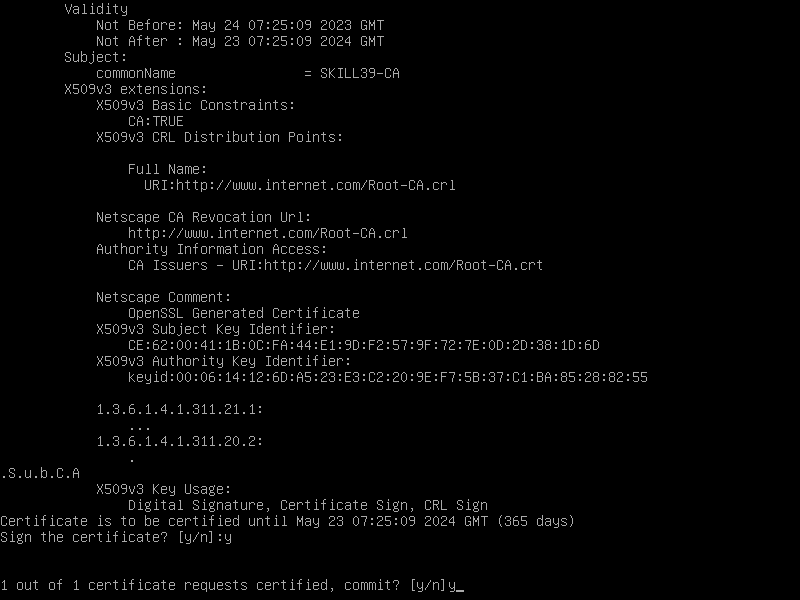 Validity
Not Before: May 24 07:25:09 2023 GMT
Not After : May 23 07:25:09 2024 GMT
Subject:
commonName = SKILL39-CA
X509v3 extensions:
X509v3 Basic Constraints:
CA:TRUE
X509v3 CRL Distribution Points:
Full Name:
URI:http://www.internet.com/Root-CA.crl
Netscape CA Revocation Url:
http://www.internet.com/Root-CA.crl
Authority Information Access:
CA Issuers - URI:http://www.internet.com/Root-CA.crt
Netscape Comment:
OpenSSL Generated Certificate
X509v3 Subject Key Identifier:
CE:62:00:41:1B:0C:FA:44:E1:9D:F2:57:9F:72:7E:0D:2D:38:1D:6D
X509v3 Authority Key Identifier:
keyid:00:06:14:12:6D:A5:23:E3:C2:20:9E:F7:5B:37:C1:BA:85:28:82:55
1.3.6.1.4.1.311.21.1:
...
1.3.6.1.4.1.311.20.2:
.
.S.u.b.C.A
X509v3 Key Usage:
Digital Signature, Certificate Sign, CRL Sign
Certificate is to be certified until May 23 07:25:09 2024 GMT (365 days)
Sign the certificate? [y/n]:y
1 out of 1 certificate requests certified, commit? [y/n]y_